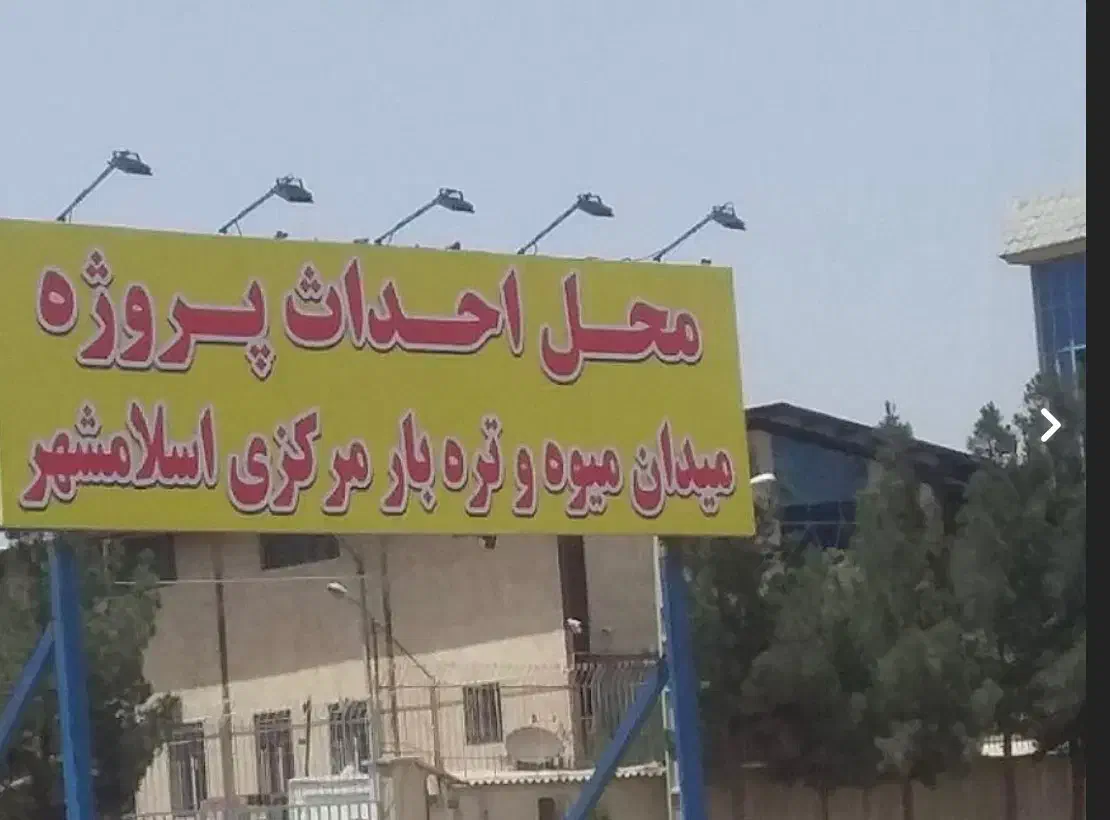 محل احداث پروژه
میدان میوه و تره بار مرکزی اسلامشهر